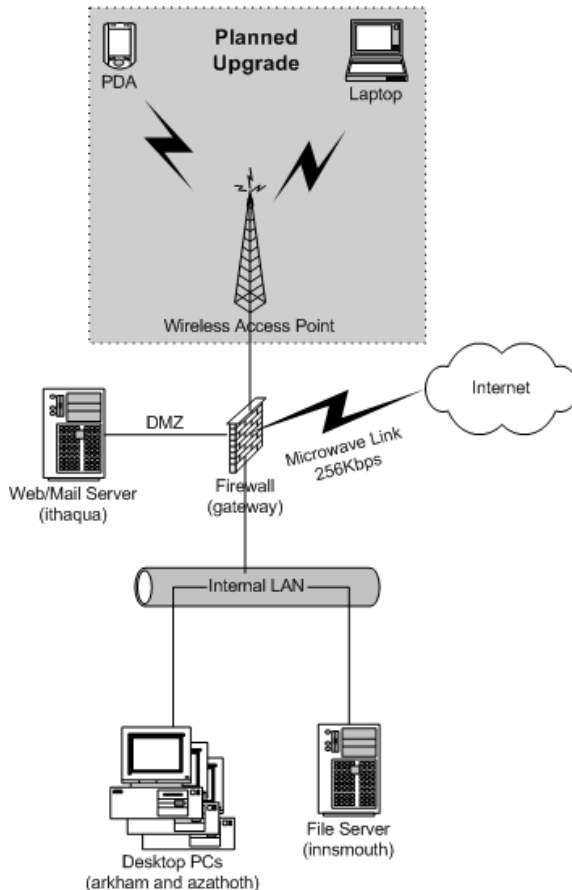 Planned
Upgrade
PDA
Laptop
Wireless Access Point
Internet
DMZ
Microwave Link
256Kbps
Web/Mail Server
(ithaqua)
Firewall
(gateway)
Internal LAN
Desktop PCs
(arkham and azathoth)
File Server
(innsmouth)